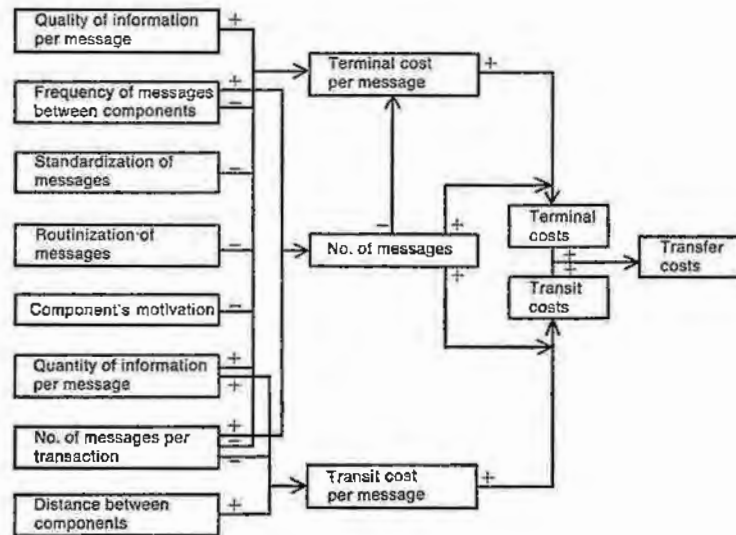 Quality of information
per message
+
Frequency of messages
between components
+
−
Standardization of
messages
−
Routinization of
messages
−
Component's motivation
−
Quantity of information
per message
+
+
No. of messages per
transaction
+
−
−
Distance between
components
+
Terminal cost
per message
+
−
No. of messages
+
+
Transit cost
per message
+
Terminal
costs
+
+
Transit
costs
Transfer
costs